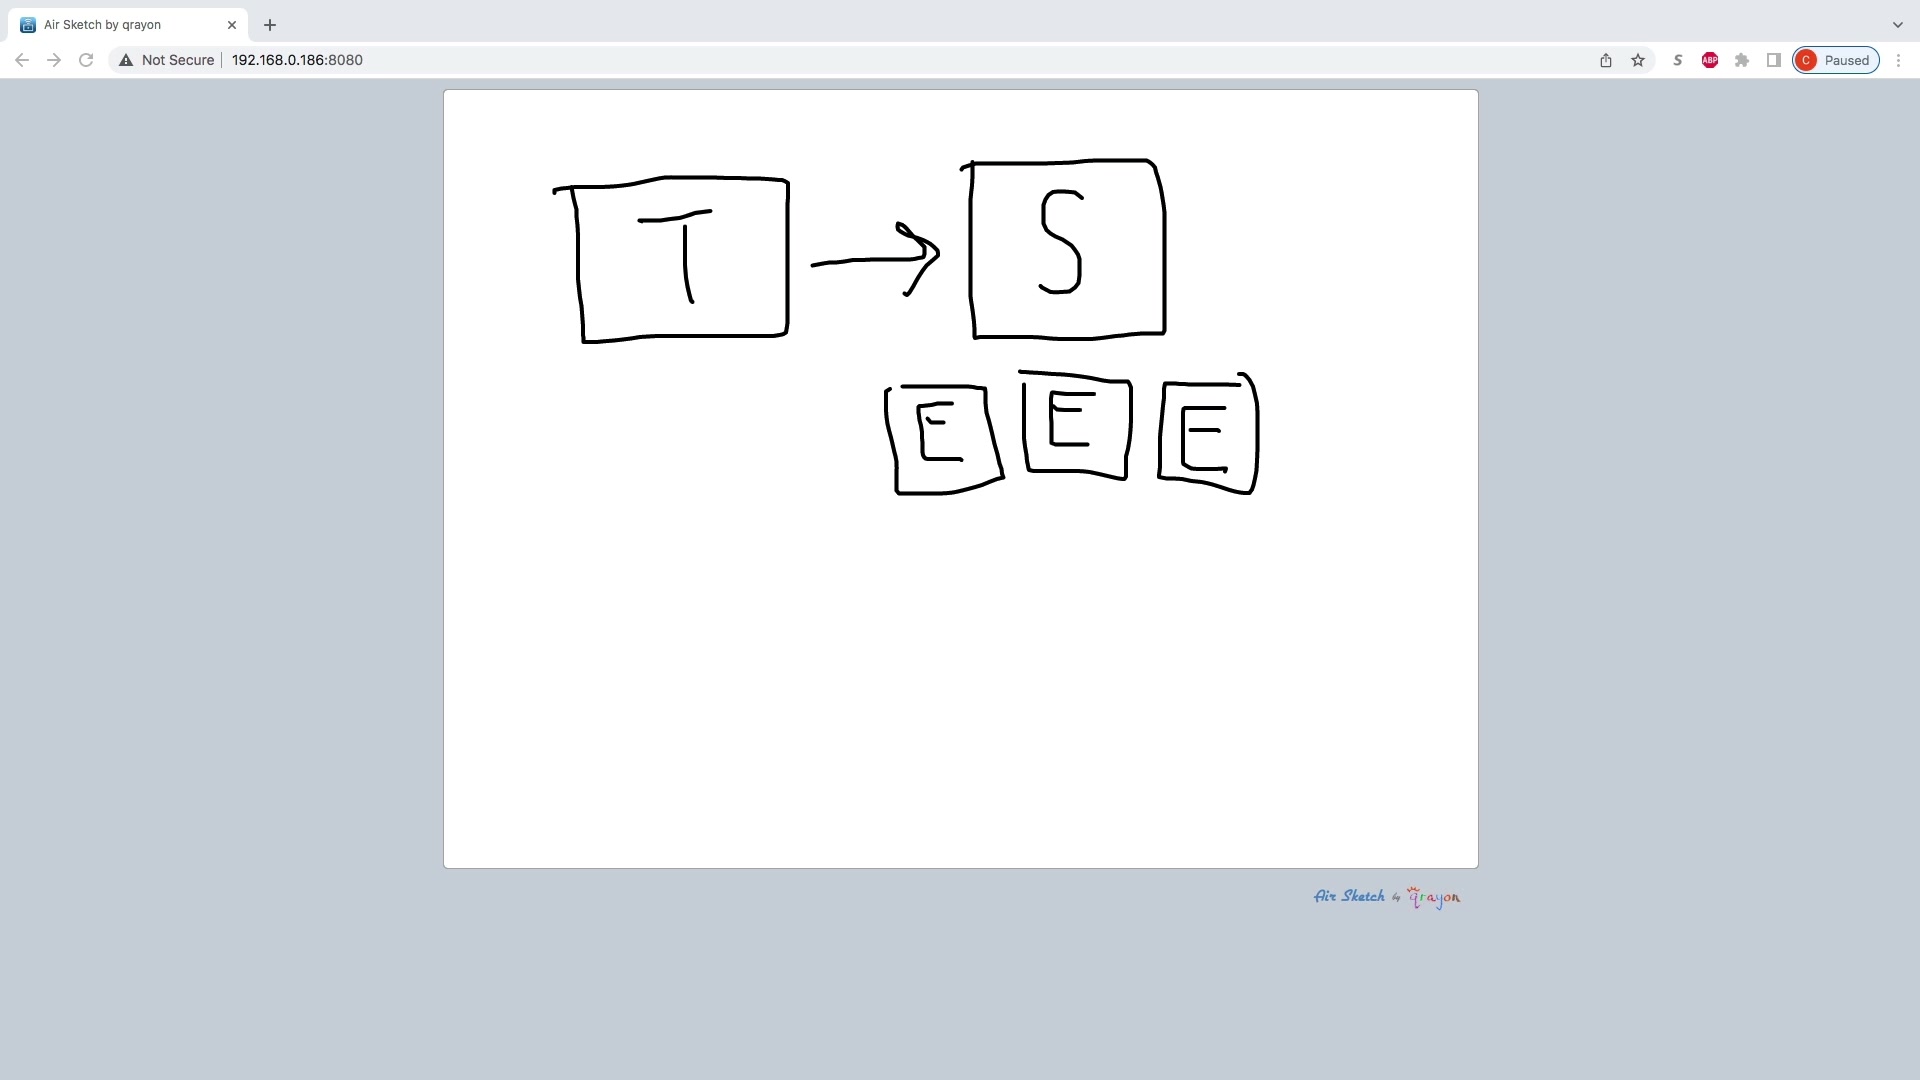 Air Sketch by qrayon
Not Secure 192.168.0.186:8080
S
ABP
C Paused
T S
E E E
Air Sketch by qrayon